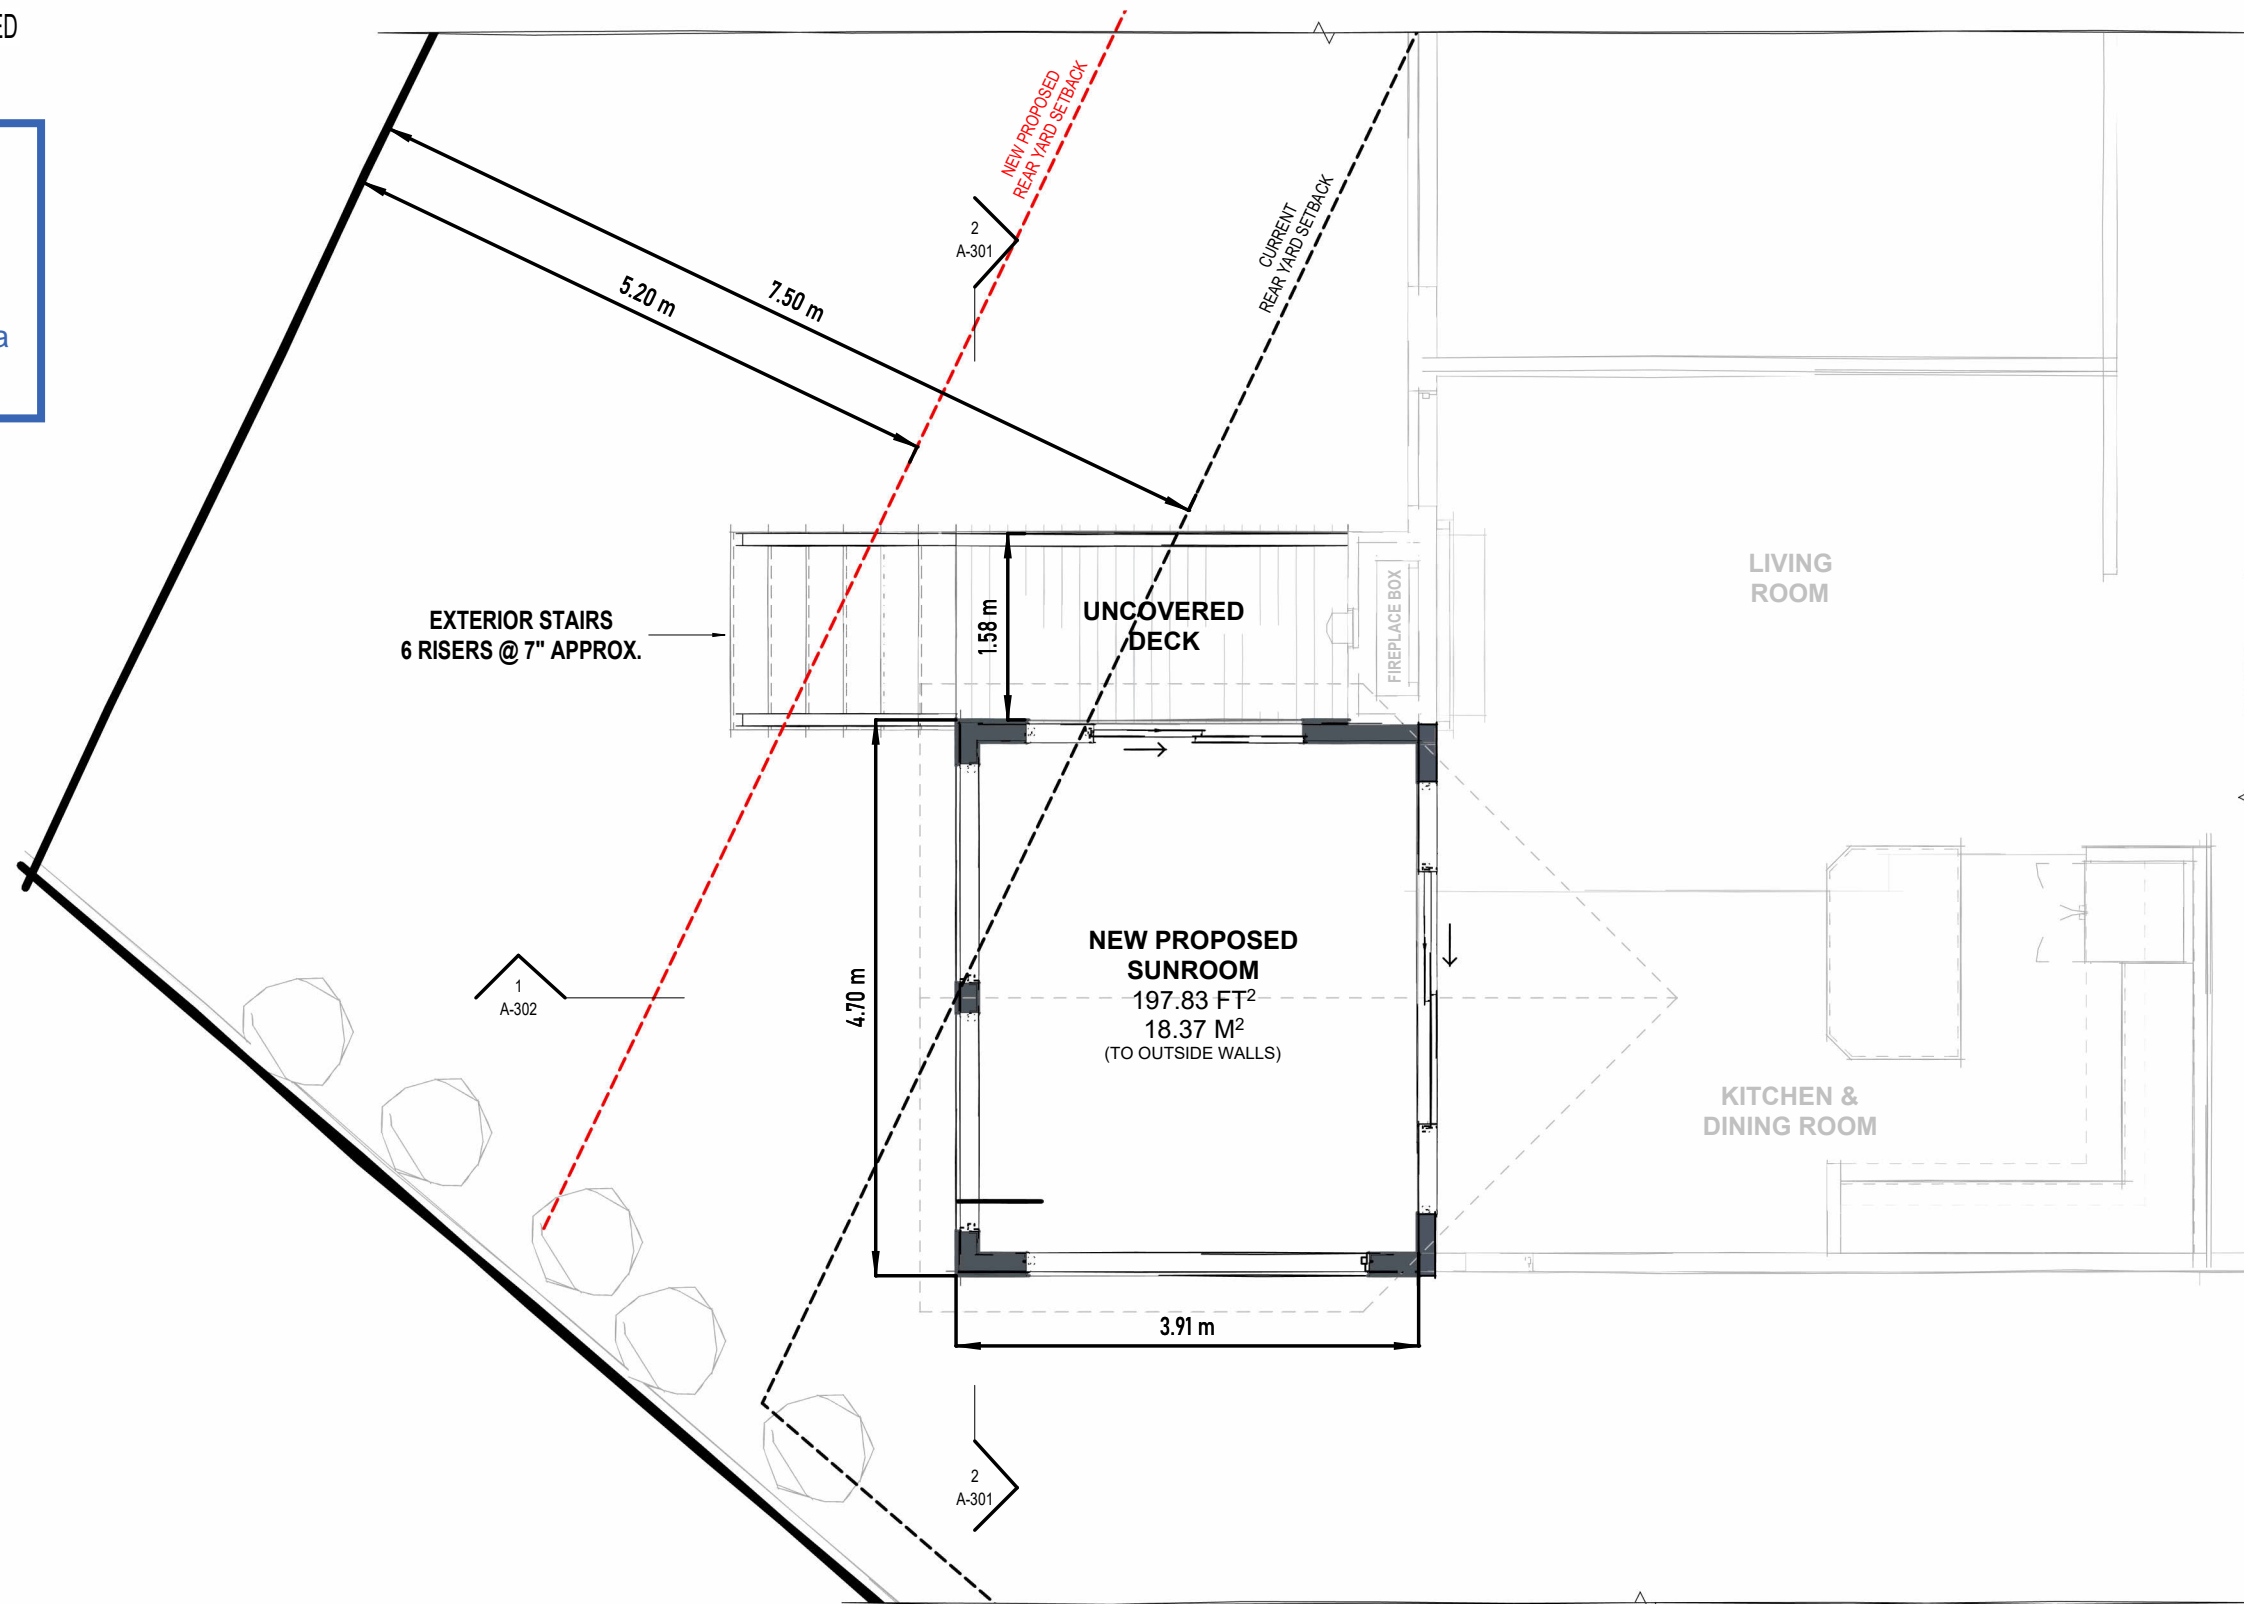 NEW PROPOSED
REAR YARD SETBACK
CURRENT
REAR YARD SETBACK
2
A-301
5.20 m
7.50 m
EXTERIOR STAIRS
6 RISERS @ 7" APPROX.
1.58 m
UNCOVERED
DECK
FIREPLACE BOX
LIVING
ROOM
4.70 m
NEW PROPOSED
SUNROOM
197.83 FT²
18.37 M²
(TO OUTSIDE WALLS)
1
A-302
KITCHEN &
DINING ROOM
3.91 m
2
A-301